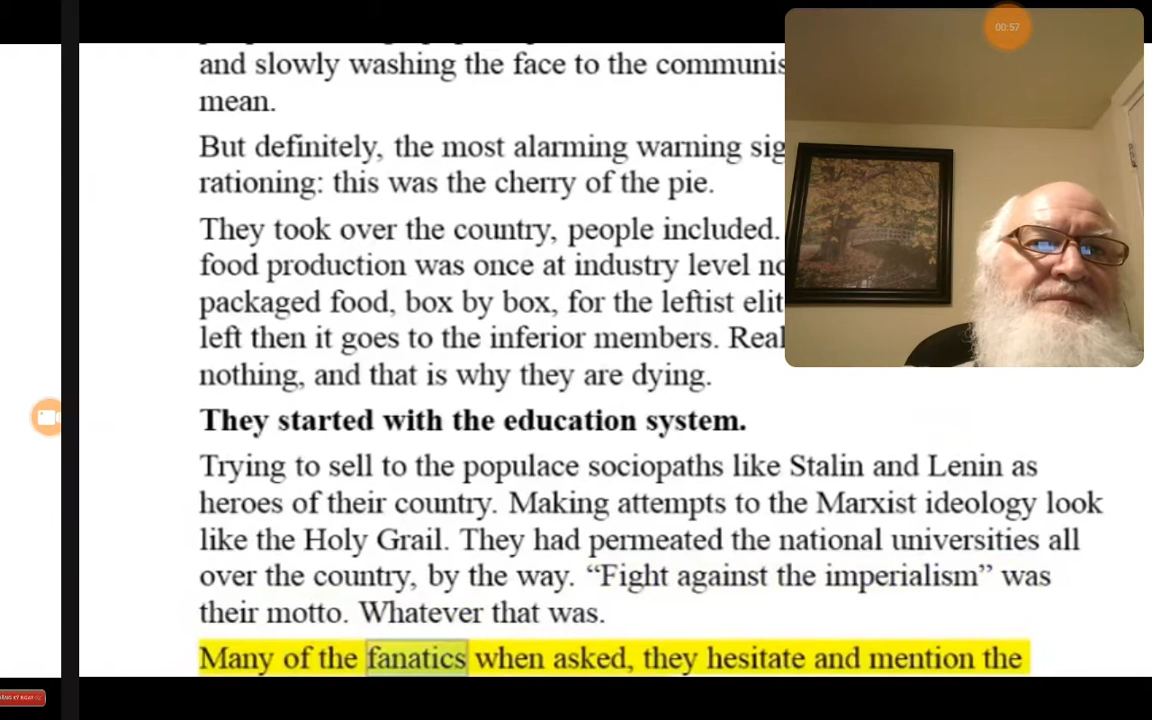 and slowly washing the face to the communis
mean.
But definitely, the most alarming warning sig
rationing: this was the cherry of the pie.
They took over the country, people included.
food production was once at industry level no
packaged food, box by box, for the leftist elit
left then it goes to the inferior members. Real
nothing, and that is why they are dying.
They started with the education system.
Trying to sell to the populace sociopaths like Stalin and Lenin as
heroes of their country. Making attempts to the Marxist ideology look
like the Holy Grail. They had permeated the national universities all
over the country, by the way. “Fight against the imperialism” was
their motto. Whatever that was.
Many of the fanatics when asked, they hesitate and mention the
00:57